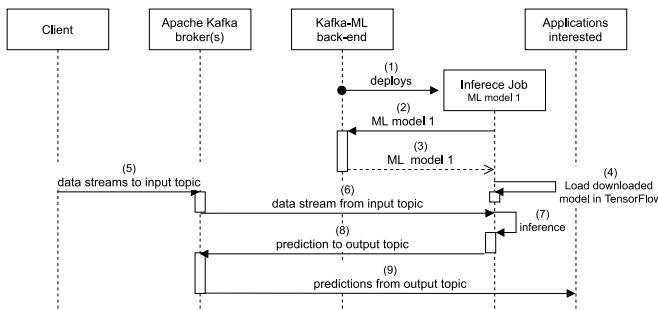 Client
Apache Kafka
broker(s)
Kafka-ML
back-end
Applications
interested
(1)
deploys
Inferece Job
ML model 1
(2)
ML model 1
(3)
ML model 1
(4)
Load downloaded
model in TensorFlow
(5)
data streams to input topic
(6)
data stream from input topic
(7)
inference
(8)
prediction to output topic
(9)
predictions from output topic